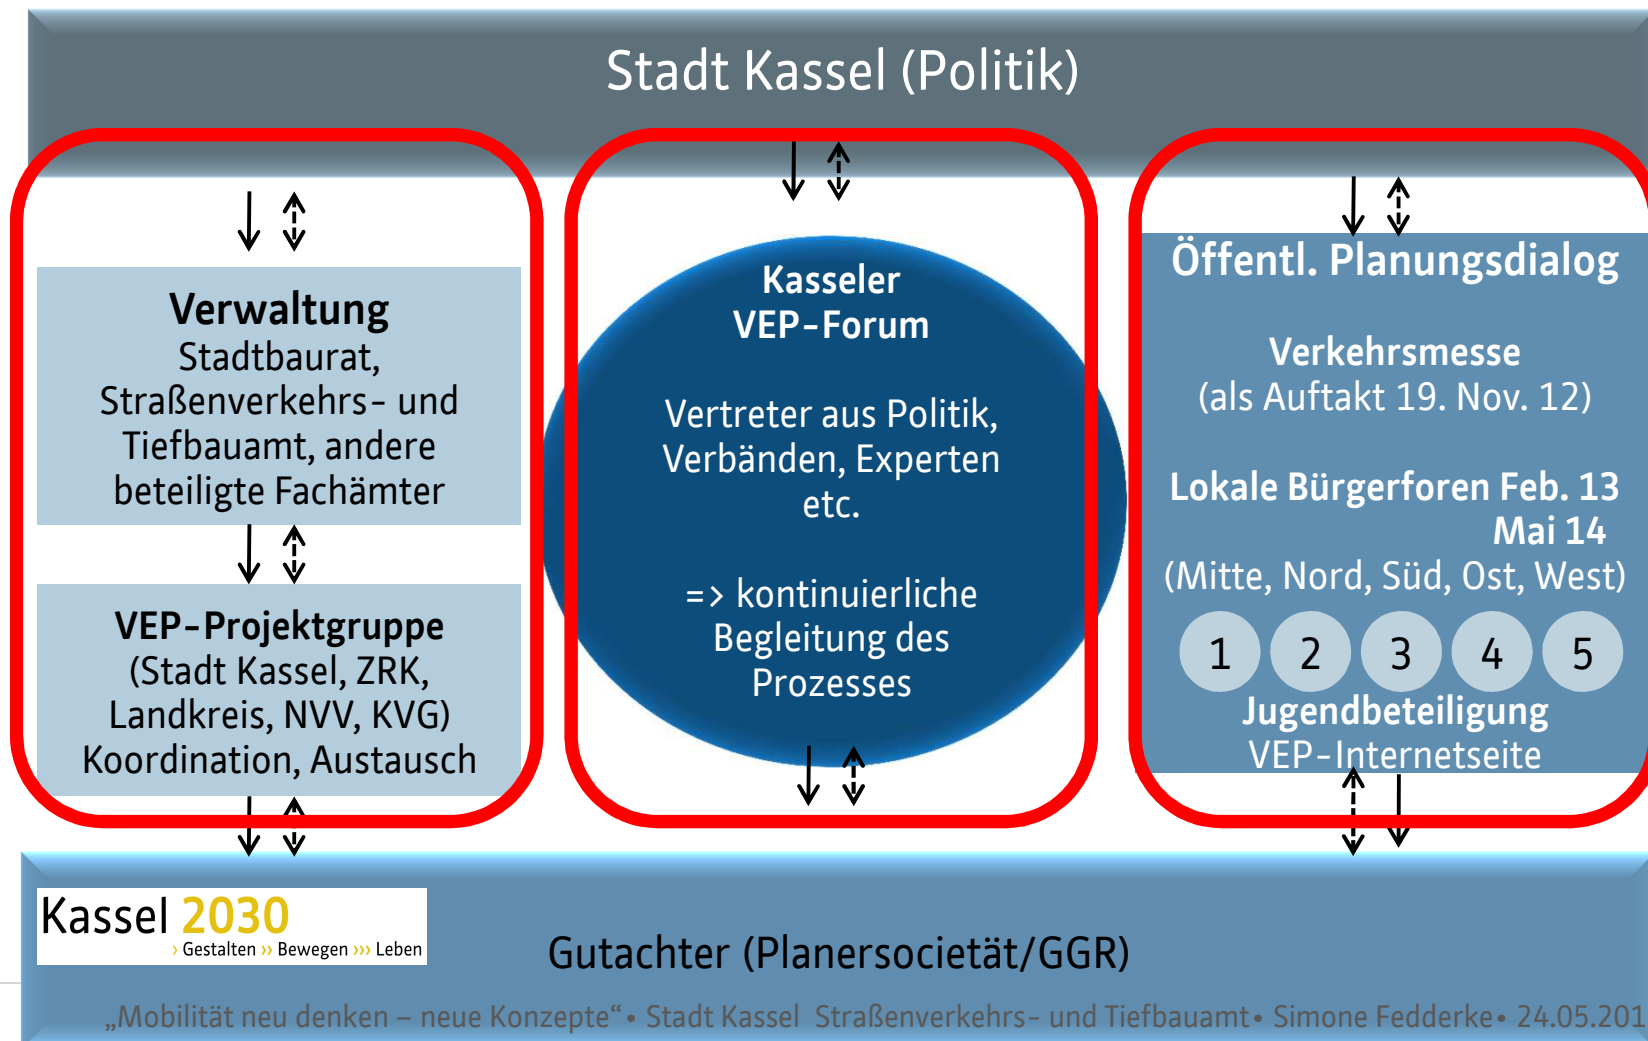 Stadt Kassel (Politik)
Verwaltung
Stadtbaurat,
Straßenverkehrs- und
Tiefbauamt, andere
beteiligte Fachämter
VEP-Projektgruppe
(Stadt Kassel, ZRK,
Landkreis, NVV, KVG)
Koordination, Austausch
Kasseler
VEP-Forum
Vertreter aus Politik,
Verbänden, Experten
etc.
=> kontinuierliche
Begleitung des
Prozesses
Öffentl. Planungsdialog
Verkehrsmesse
(als Auftakt 19. Nov. 12)
Lokale Bürgerforen Feb. 13
Mai 14
(Mitte, Nord, Süd, Ost, West)
1 2 3 4 5
Jugendbeteiligung
VEP-Internetseite
Kassel 2030
› Gestalten ›› Bewegen ››› Leben
Gutachter (Planersocietät/GGR)
„Mobilität neu denken – neue Konzepte“ • Stadt Kassel Straßenverkehrs- und Tiefbauamt • Simone Fedderke • 24.05.201